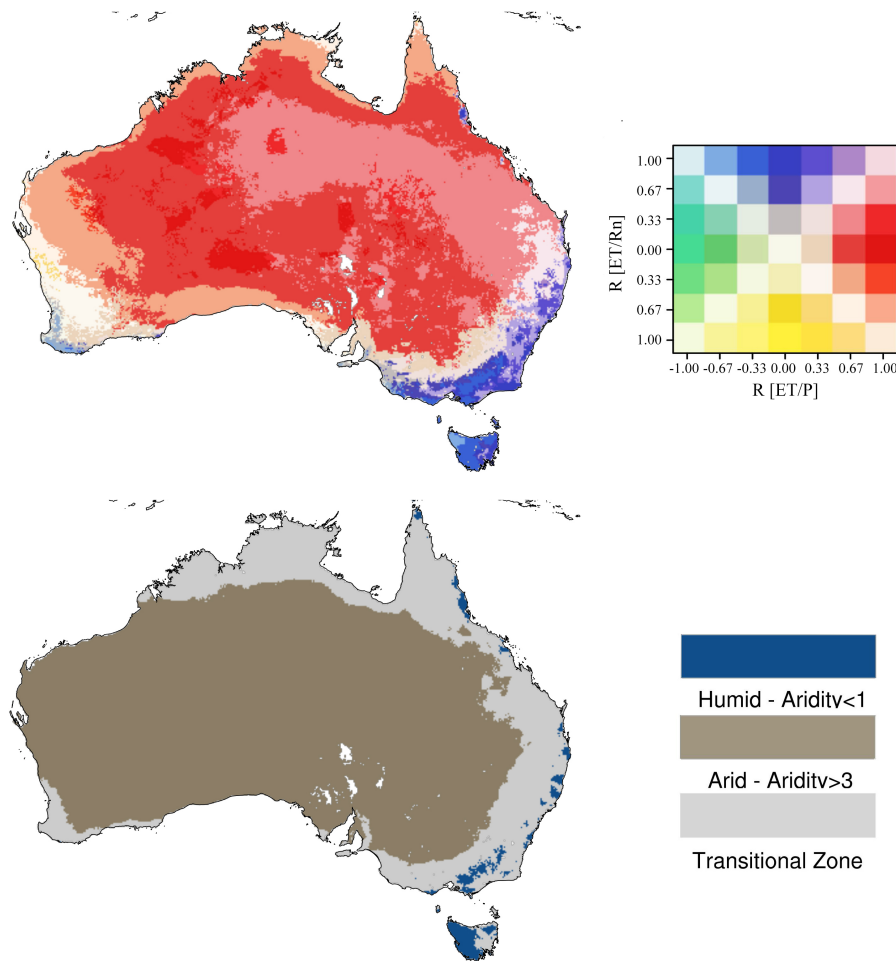 1.00
0.67
0.33
0.00
0.33
0.67
1.00
R [ET/Rn]
-1.00 -0.67 -0.33 0.00 0.33 0.67 1.00
R [ET/P]
Humid - Aridity<1
Arid - Aridity>3
Transitional Zone